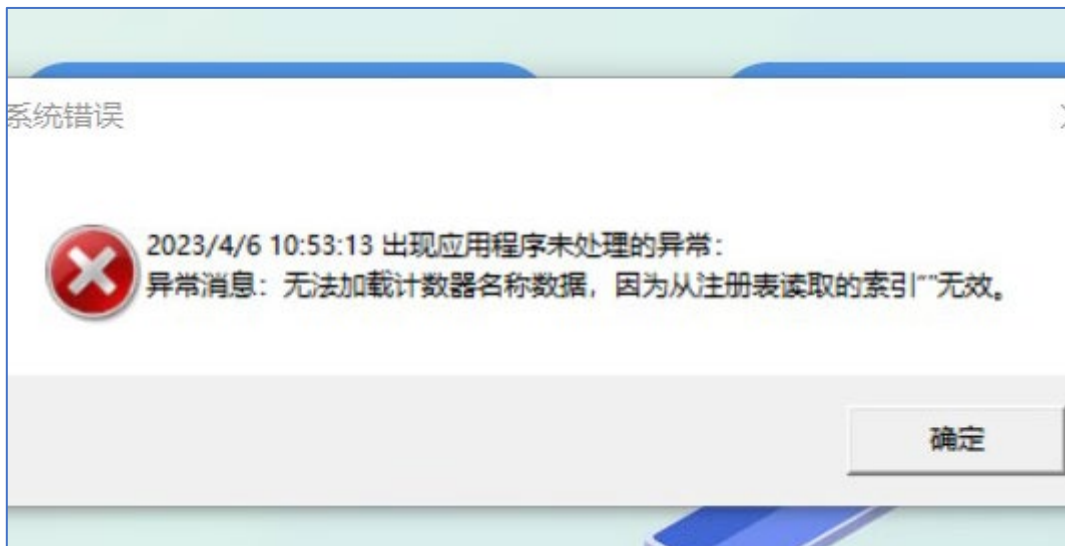 系统错误
2023/4/6 10:53:13 出现应用程序未处理的异常：
异常消息：无法加载计数器名称数据，因为从注册表读取的索引""无效。
确定